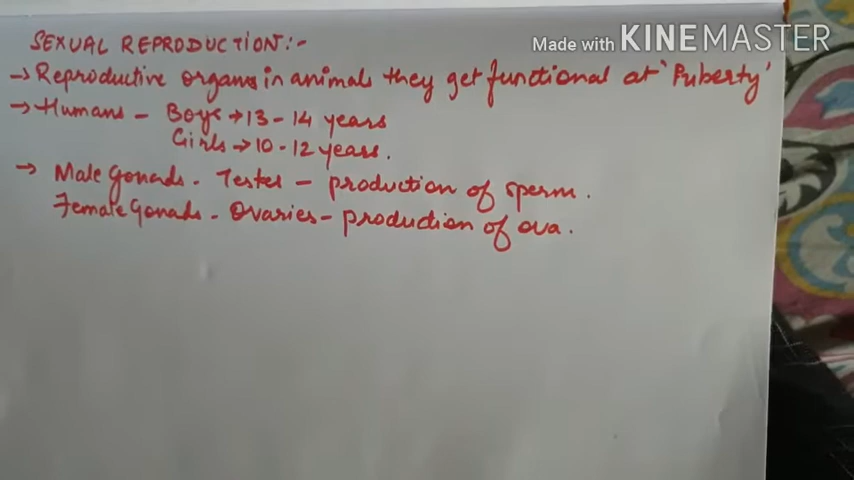 Made with KINEMASTER
SEXUAL REPRODUCTION:-
→ Reproductive organs in animals they get functional at 'Puberty'
→ Humans - Boys → 13 - 14 years
Girls → 10 - 12 years.
→ Male Gonads - Testes - production of sperm.
Female Gonads - Ovaries - production of ova.